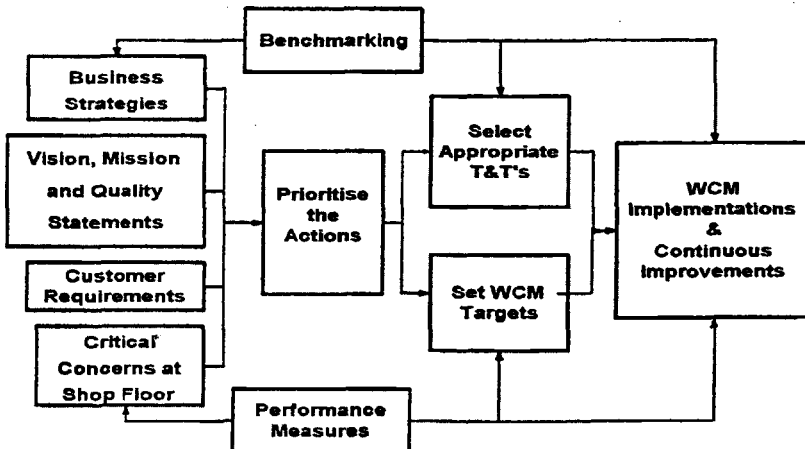 Benchmarking
Business
Strategies
Vision, Mission
and Quality
Statements
Customer
Requirements
Critical
Concerns at
Shop Floor
Prioritise
the
Actions
Select
Appropriate
T&T's
Set WCM
Targets
WCM
Implementations
&
Continuous
Improvements
Performance
Measures